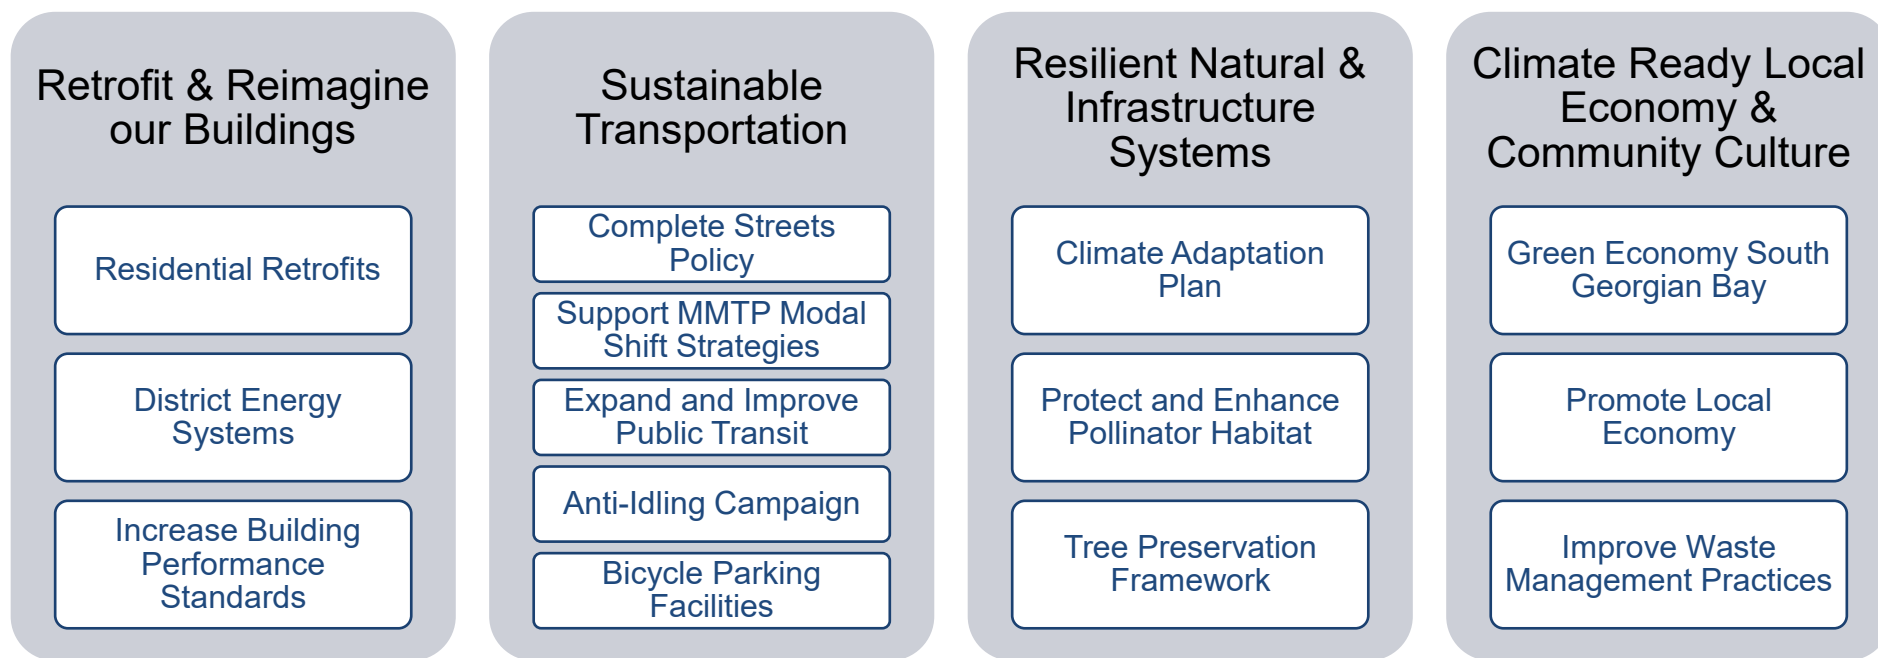 Retrofit & Reimagine
our Buildings
Residential Retrofits
District Energy
Systems
Increase Building
Performance
Standards
Sustainable
Transportation
Complete Streets
Policy
Support MMTP Modal
Shift Strategies
Expand and Improve
Public Transit
Anti-Idling Campaign
Bicycle Parking
Facilities
Resilient Natural &
Infrastructure
Systems
Climate Adaptation
Plan
Protect and Enhance
Pollinator Habitat
Tree Preservation
Framework
Climate Ready Local
Economy &
Community Culture
Green Economy South
Georgian Bay
Promote Local
Economy
Improve Waste
Management Practices